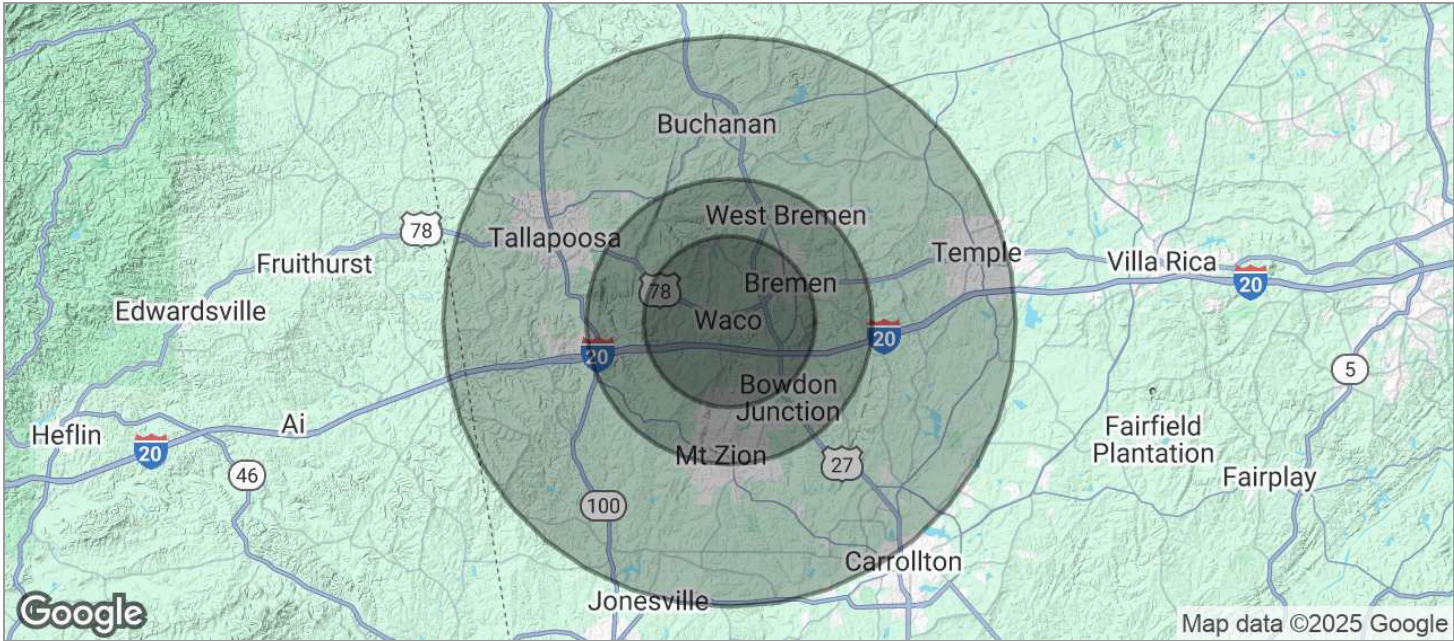 Buchanan
West Bremen
78
Tallapoosa
Temple
Fruithurst
Villa Rica
78
Bremen
20
Edwardsville
Waco
20
20
5
Bowdon
Junction
Ai
Heflin
Fairfield
Plantation
20
Mt Zion
27
46
Fairplay
100
Carrollton
Jonesville
Google
Map data ©2025 Google